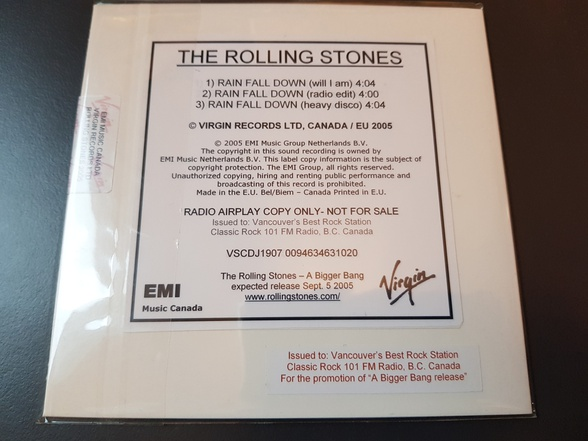 THE ROLLING STONES
1) RAIN FALL DOWN (will I am) 4:04
2) RAIN FALL DOWN (radio edit) 4:00
3) RAIN FALL DOWN (heavy disco) 4:04
© VIRGIN RECORDS LTD, CANADA / EU 2005
℗ 2005 EMI Music Group Netherlands B.V.
The copyright in this sound recording is owned by
EMI Music Netherlands B.V. This label copy information is the subject of
copyright protection. The EMI Group, all rights reserved.
Unauthorized copying, hiring and renting public performance and
broadcasting of this record is prohibited.
Made in the E.U. Bel/Biem – Canada Printed in E.U.
RADIO AIRPLAY COPY ONLY- NOT FOR SALE
Issued to: Vancouver's Best Rock Station
Classic Rock 101 FM Radio, B.C. Canada
VSCDJ1907 0094634631020
The Rolling Stones – A Bigger Bang
expected release Sept. 5 2005
www.rollingstones.com/
EMI
Music Canada
Virgin
EMI MUSIC CANADA
VIRGIN RECORDS LTD
Issued to: Vancouver's Best Rock Station
Classic Rock 101 FM Radio, B.C. Canada
For the promotion of "A Bigger Bang release"